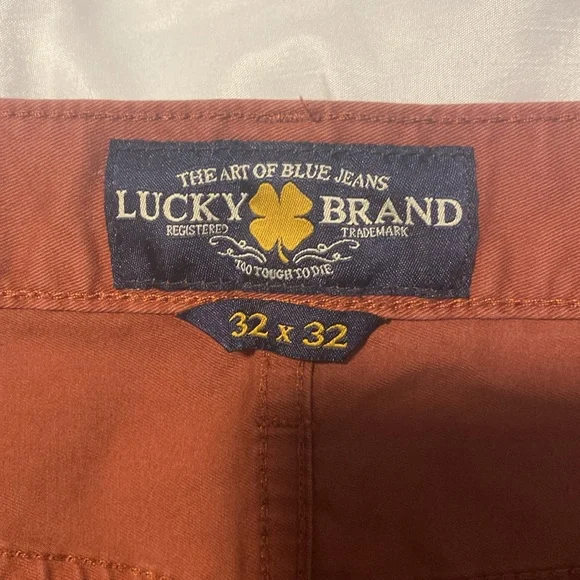 THE ART OF BLUE JEANS
LUCKY BRAND
REGISTERED TRADEMARK
TOO TOUGH TO DIE
32 x 32